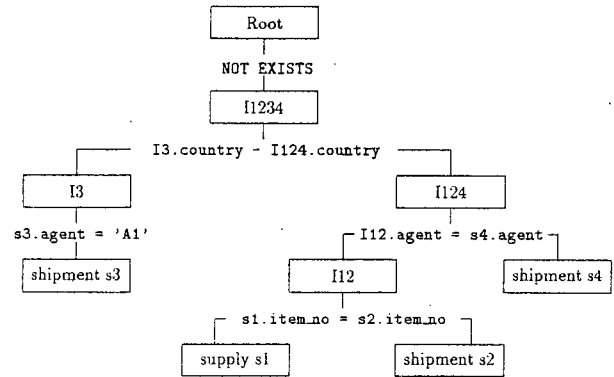 Root
NOT EXISTS
I1234
I3.country - I124.country
I3
I124
s3.agent = 'A1'
I12.agent = s4.agent
shipment s3
I12
shipment s4
s1.item_no = s2.item_no
supply s1
shipment s2